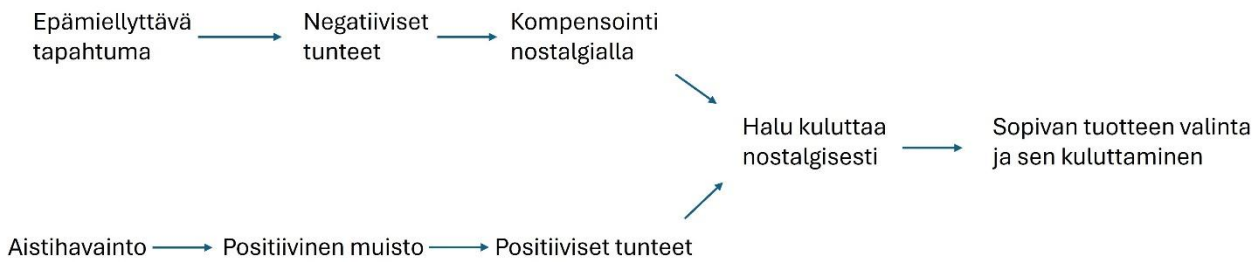 Epämiellyttävä
tapahtuma
Negatiiviset
tunteet
Kompensointi
nostalgialla
Halu kuluttaa
nostalgisesti
Sopivan tuotteen valinta
ja sen kuluttaminen
Aistihavainto
Positiivinen muisto
Positiiviset tunteet